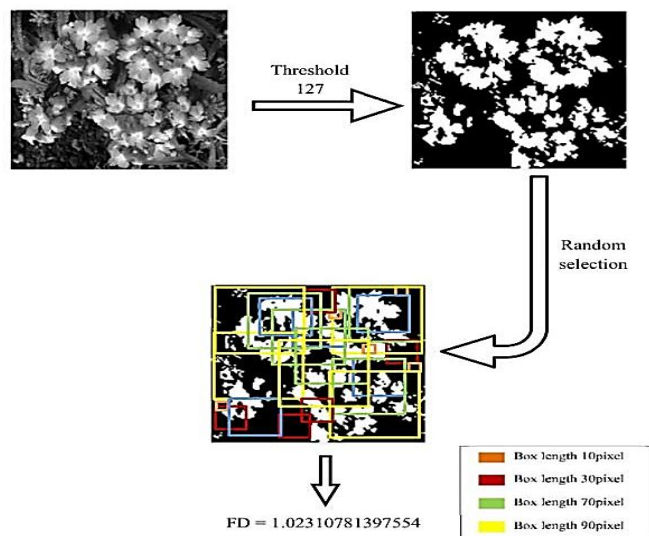 Threshold
127
Random
selection
Box length 10pixel
Box length 30pixel
Box length 70pixel
Box length 90pixel
FD = 1.02310781397554